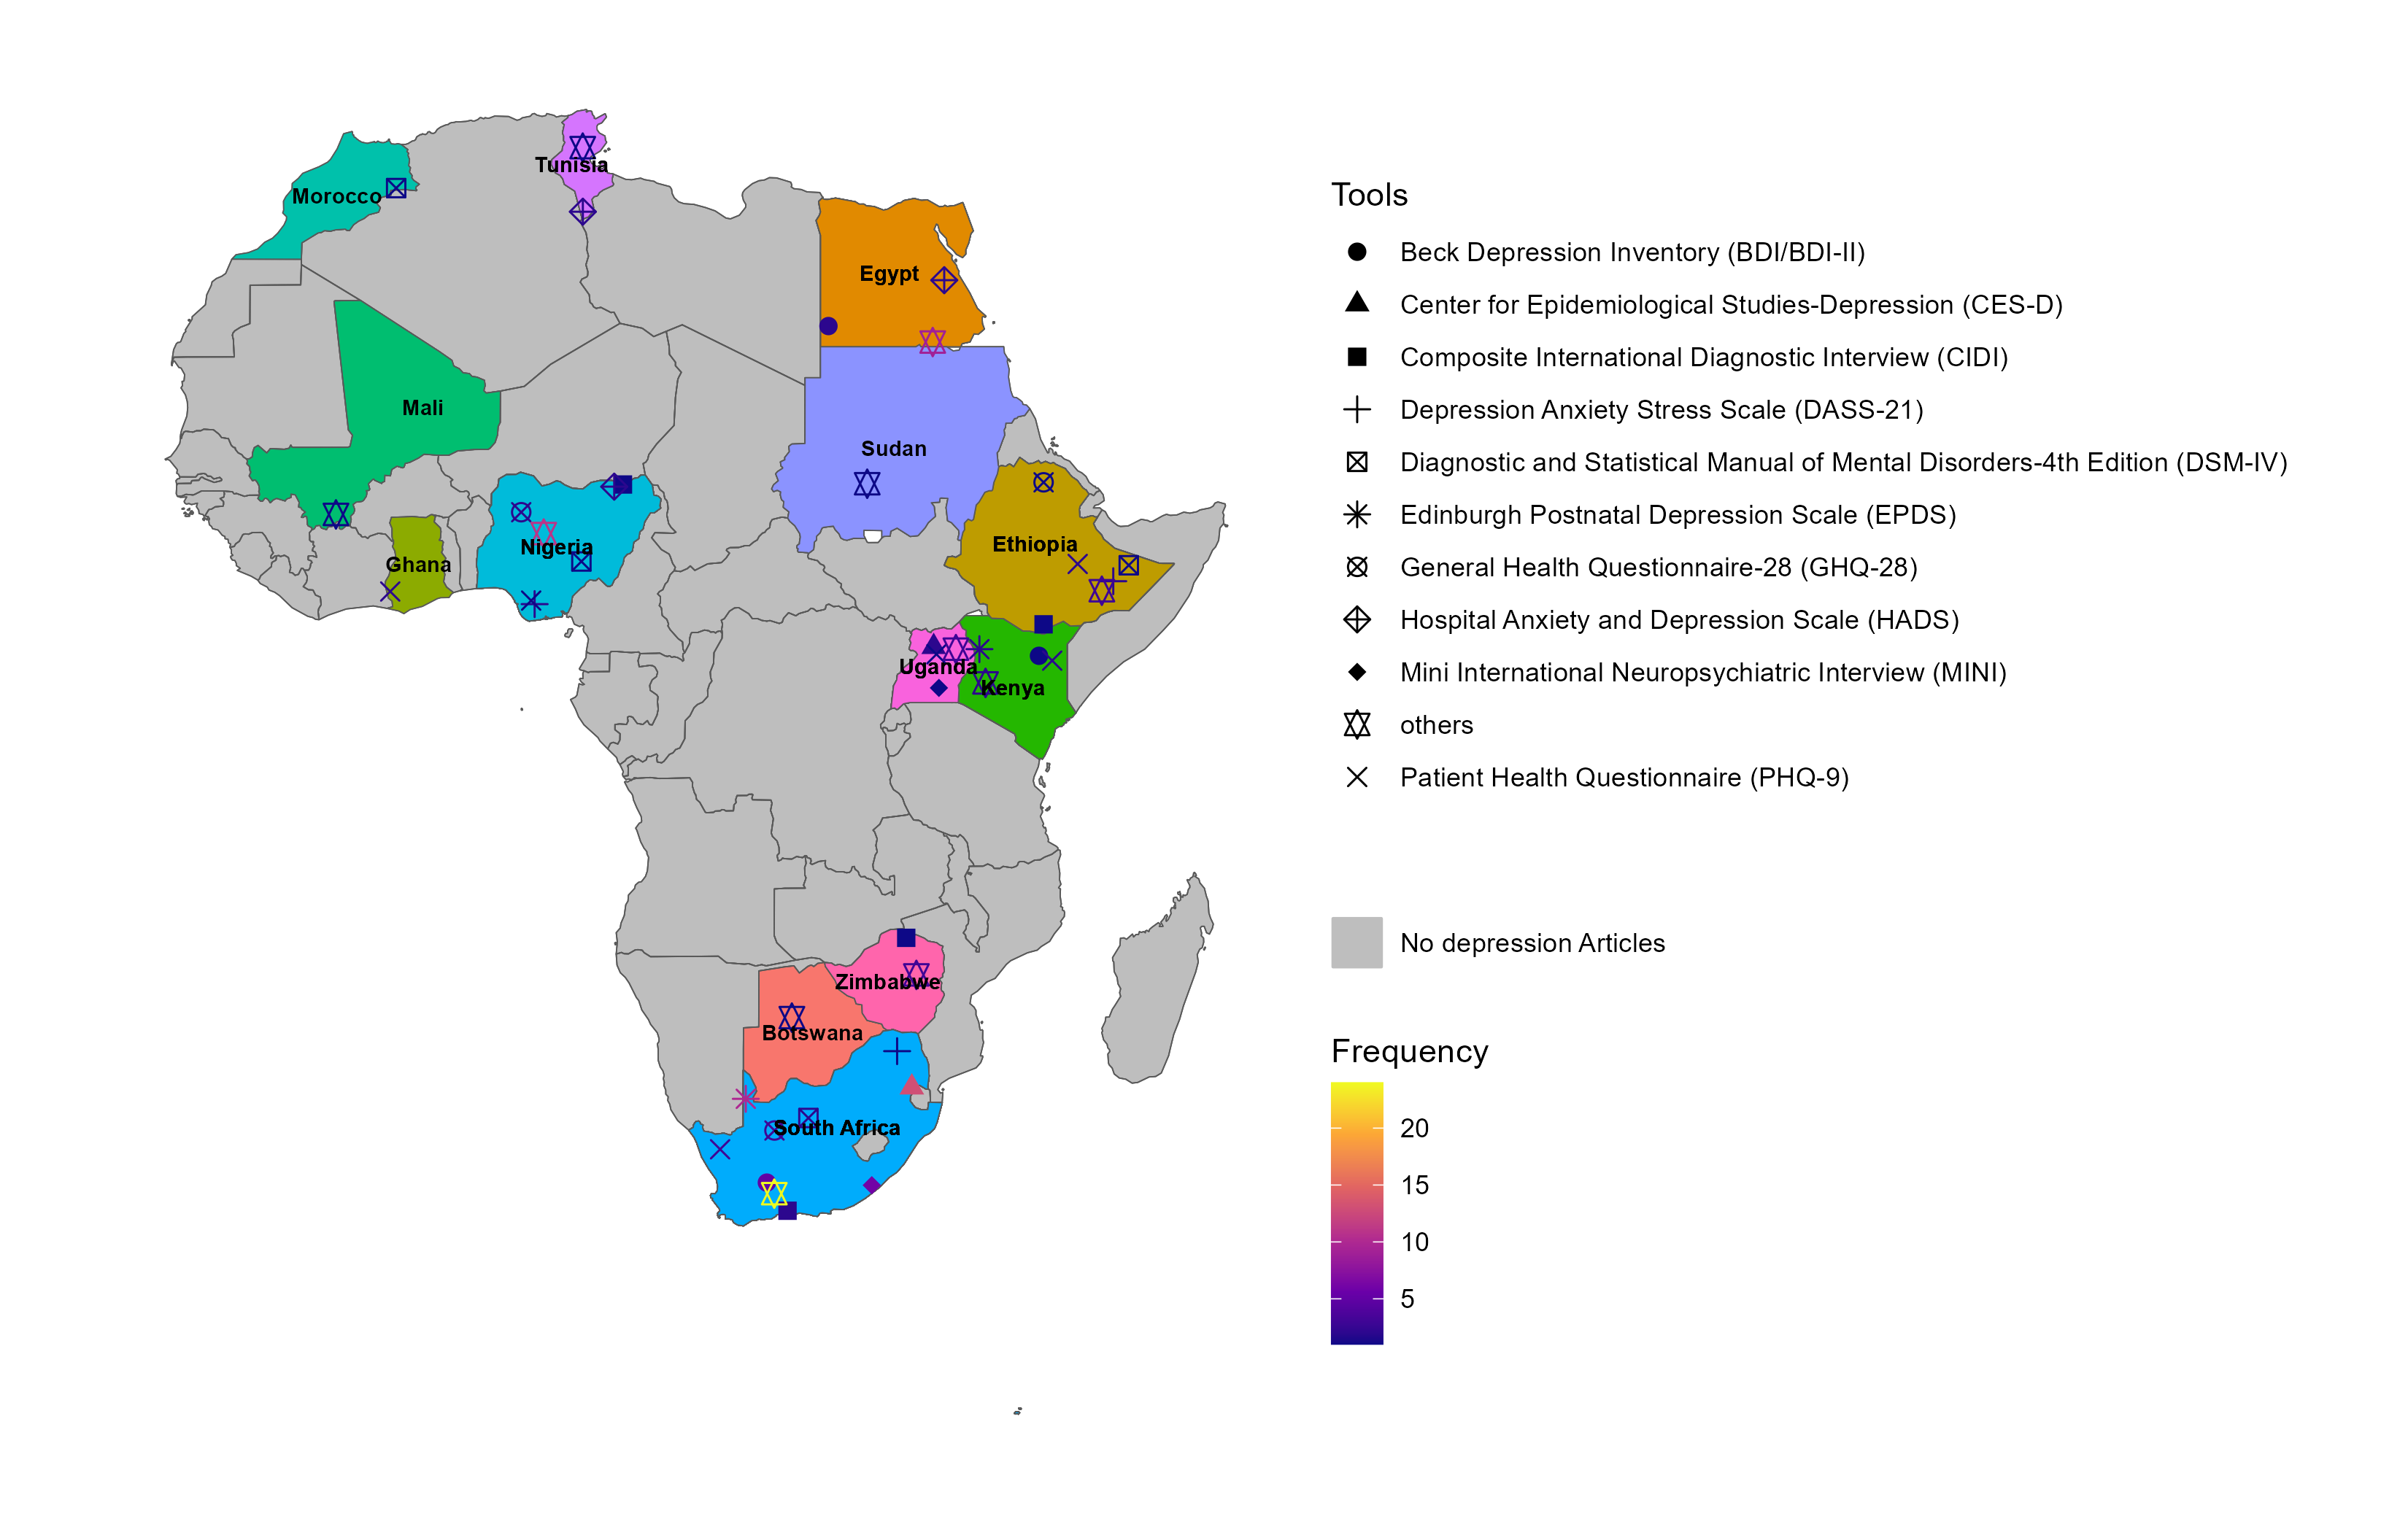 Tunisia
Morocco
Egypt
Mali
Sudan
Nigeria
Ghana
Ethiopia
Uganda
Kenya
Zimbabwe
Botswana
South Africa
Tools
Beck Depression Inventory (BDI/BDI-II)
Center for Epidemiological Studies-Depression (CES-D)
Composite International Diagnostic Interview (CIDI)
Depression Anxiety Stress Scale (DASS-21)
Diagnostic and Statistical Manual of Mental Disorders-4th Edition (DSM-IV)
Edinburgh Postnatal Depression Scale (EPDS)
General Health Questionnaire-28 (GHQ-28)
Hospital Anxiety and Depression Scale (HADS)
Mini International Neuropsychiatric Interview (MINI)
others
Patient Health Questionnaire (PHQ-9)
No depression Articles
Frequency
20
15
10
5